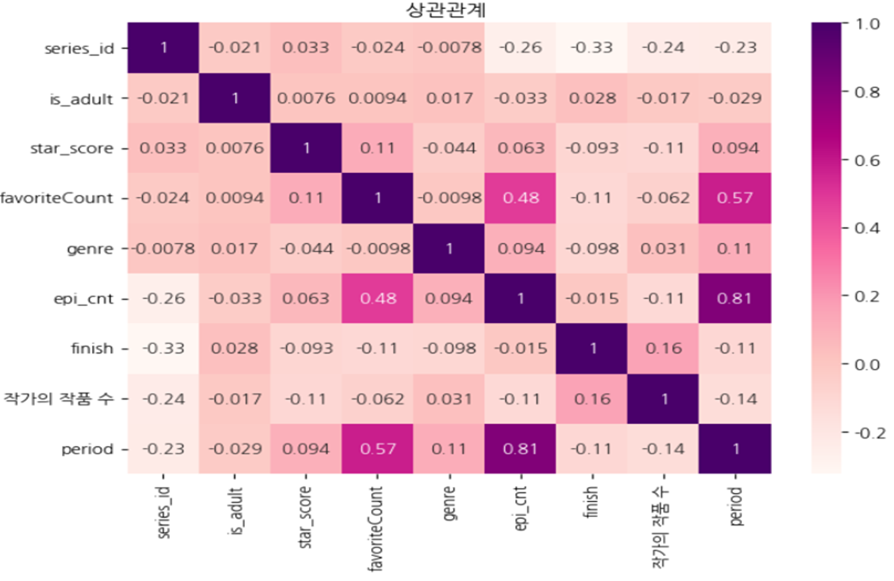 상관관계
series_id 1 -0.021 0.033 -0.024 -0.0078 -0.26 -0.33 -0.24 -0.23
is_adult -0.021 1 0.0076 0.0094 0.017 -0.033 0.028 -0.017 -0.029
star_score 0.033 0.0076 1 0.11 -0.044 0.063 -0.093 -0.11 0.094
favoriteCount -0.024 0.0094 0.11 1 -0.0098 0.48 -0.11 -0.062 0.57
genre -0.0078 0.017 -0.044 -0.0098 1 0.094 -0.098 0.031 0.11
epi_cnt -0.26 -0.033 0.063 0.48 0.094 1 -0.015 -0.11 0.81
finish -0.33 0.028 -0.093 -0.11 -0.098 -0.015 1 0.16 -0.11
작가의 작품 수 -0.24 -0.017 -0.11 -0.062 0.031 -0.11 0.16 1 -0.14
period -0.23 -0.029 0.094 0.57 0.11 0.81 -0.11 -0.14 1
series_id
is_adult
star_score
favoriteCount
genre
epi_cnt
finish
작가의 작품 수
period
1.0
0.8
0.6
0.4
0.2
0.0
-0.2